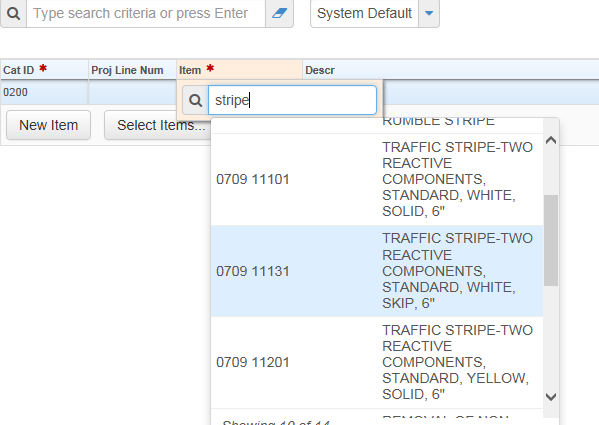 Type search criteria or press Enter
System Default
Cat ID * Proj Line Num Item * Descr
0200
stripe
New Item Select Items...
RUMBLE STRIPE
TRAFFIC STRIPE-TWO
REACTIVE
0709 11101 COMPONENTS,
STANDARD, WHITE,
SOLID, 6"
TRAFFIC STRIPE-TWO
REACTIVE
0709 11131 COMPONENTS,
STANDARD, WHITE,
SKIP, 6"
TRAFFIC STRIPE-TWO
REACTIVE
0709 11201 COMPONENTS,
STANDARD, YELLOW,
SOLID, 6"
Showing 10 of 14 REMOVAL OF NON